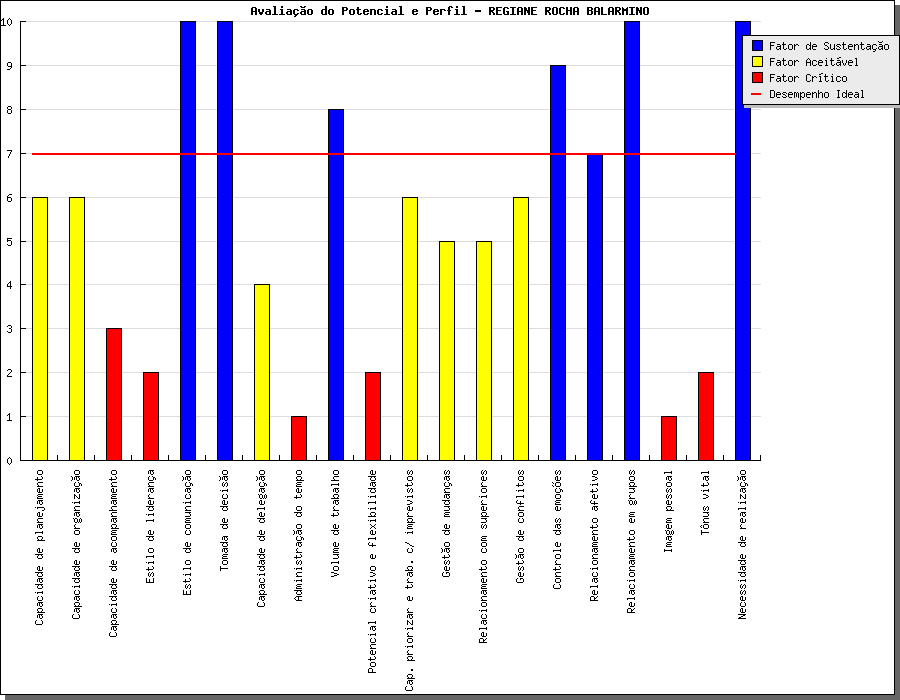 Avaliação do Potencial e Perfil - REGIANE ROCHA BALARMINO
Fator de Sustentação
Fator Aceitável
Fator Crítico
Desempenho Ideal
10
9
8
7
6
5
4
3
2
1
0
Capacidade de planejamento
Capacidade de organização
Capacidade de acompanhamento
Estilo de liderança
Estilo de comunicação
Tomada de decisão
Capacidade de delegação
Administração do tempo
Volume de trabalho
Potencial criativo e flexibilidade
Cap. priorizar e trab. c/ imprevistos
Gestão de mudanças
Relacionamento com superiores
Gestão de conflitos
Controle das emoções
Relacionamento afetivo
Relacionamento em grupos
Imagem pessoal
Tônus vital
Necessidade de realização